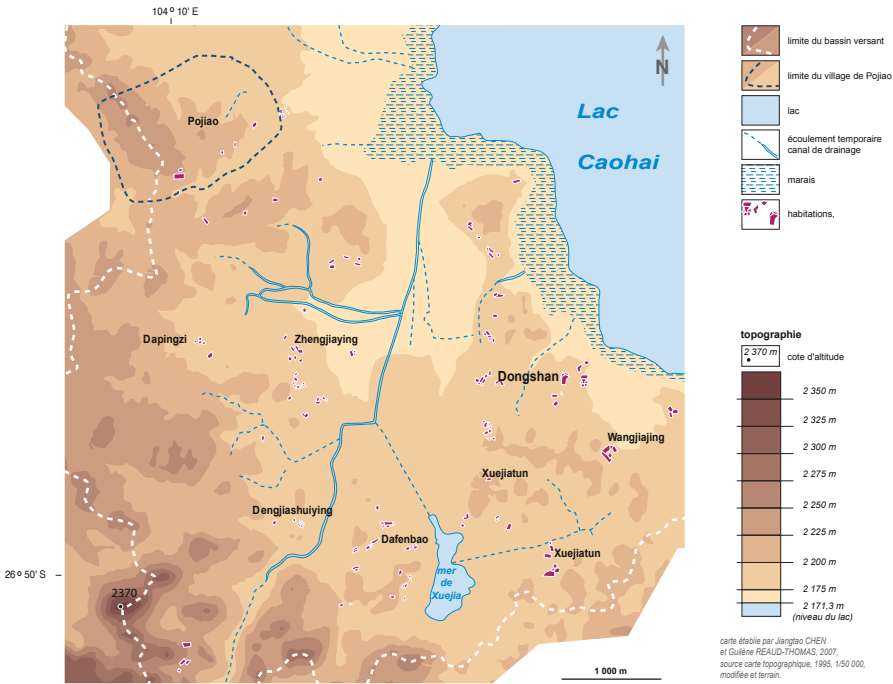 104 º 10′ E
N
Lac
Caohai
Pojiao
Dapingzi
Zhengjiaying
Dongshan
Wangjiajing
Xuejiatun
Dengjiashuiying
Dafenbao
Xuejiatun
mer
de
Xuejia
26 º 50′ S
2370
1 000 m
limite du bassin versant
limite du village de Pojiao
lac
écoulement temporaire
canal de drainage
marais
habitations,
topographie
2 370 m
cote d'altitude
2 350 m
2 325 m
2 300 m
2 275 m
2 250 m
2 225 m
2 200 m
2 175 m
2 171,3 m
(niveau du lac)
carte établie par Jiangtao CHEN
et Guilène REAUD-THOMAS, 2007,
source carte topographique, 1995, 1/50 000,
modifiée et terrain.